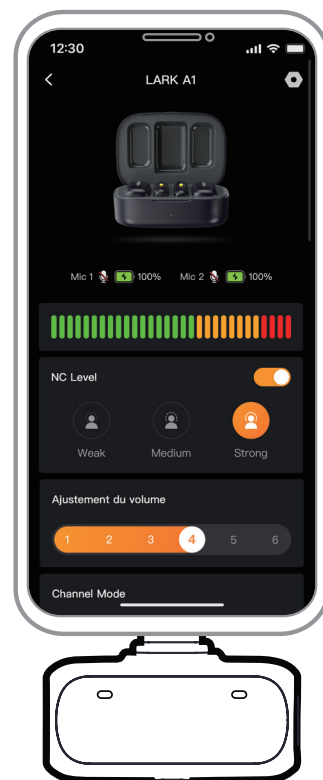 12:30
LARK A1
Mic 1 100% Mic 2 100%
NC Level
Weak Medium Strong
Ajustement du volume
1 2 3 4 5 6
Channel Mode